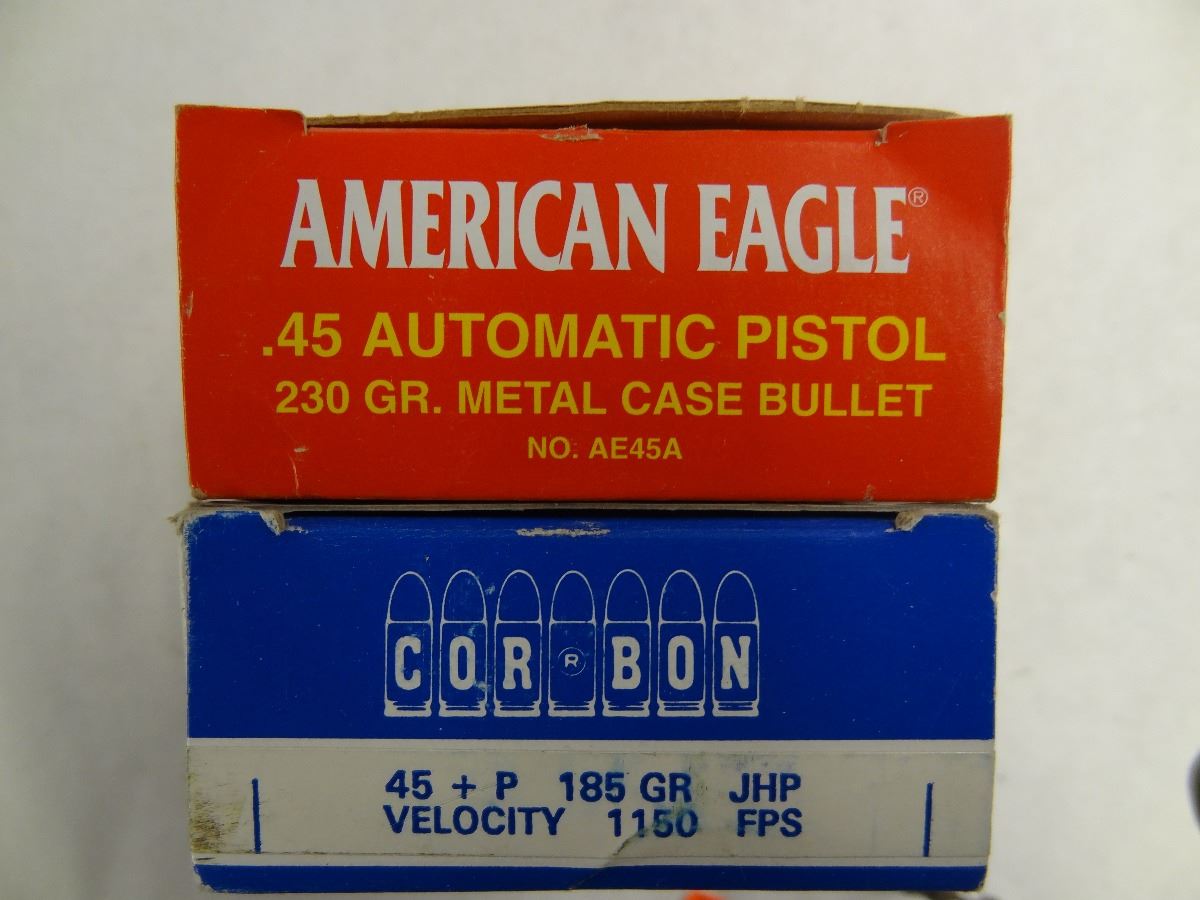 AMERICAN EAGLE®
.45 AUTOMATIC PISTOL
230 GR. METAL CASE BULLET
NO. AE45A
COR®BON
45 + P 185 GR JHP
VELOCITY 1150 FPS